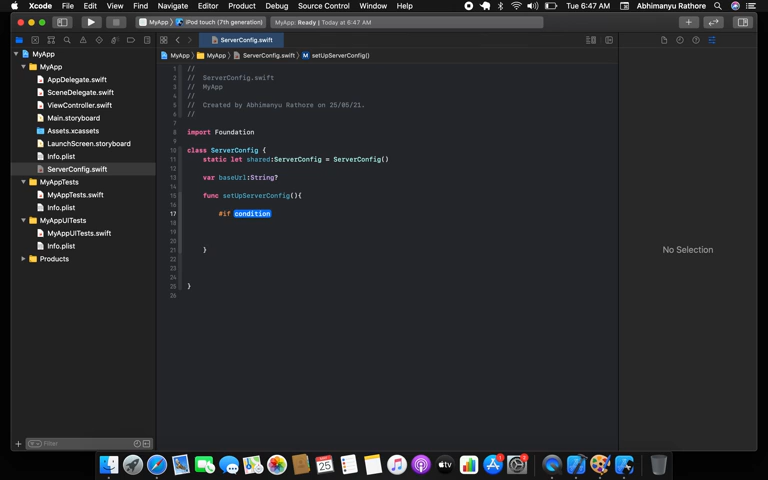 Xcode File Edit View Find Navigate Editor Product Debug Source Control Window Help Tue 6:47 AM Abhimanyu Rathore
MyApp iPod touch (7th generation) MyApp: Ready | Today at 6:47 AM
ServerConfig.swift
MyApp MyApp ServerConfig.swift M setUpServerConfig()
MyApp
MyApp
AppDelegate.swift
SceneDelegate.swift
ViewController.swift
Main.storyboard
Assets.xcassets
LaunchScreen.storyboard
Info.plist
ServerConfig.swift
MyAppTests
MyAppTests.swift
Info.plist
MyAppUITests
MyAppUITests.swift
Info.plist
Products
Filter
1 //
2 // ServerConfig.swift
3 // MyApp
4 //
5 // Created by Abhimanyu Rathore on 25/05/21.
6 //
7
8 import Foundation
9
10 class ServerConfig {
11 static let shared:ServerConfig = ServerConfig()
12
13 var baseUrl:String?
14
15 func setUpServerConfig(){
16
17 #if condition
18
19
20
21 }
22
23
24
25 }
26
No Selection
MAY
25
tv